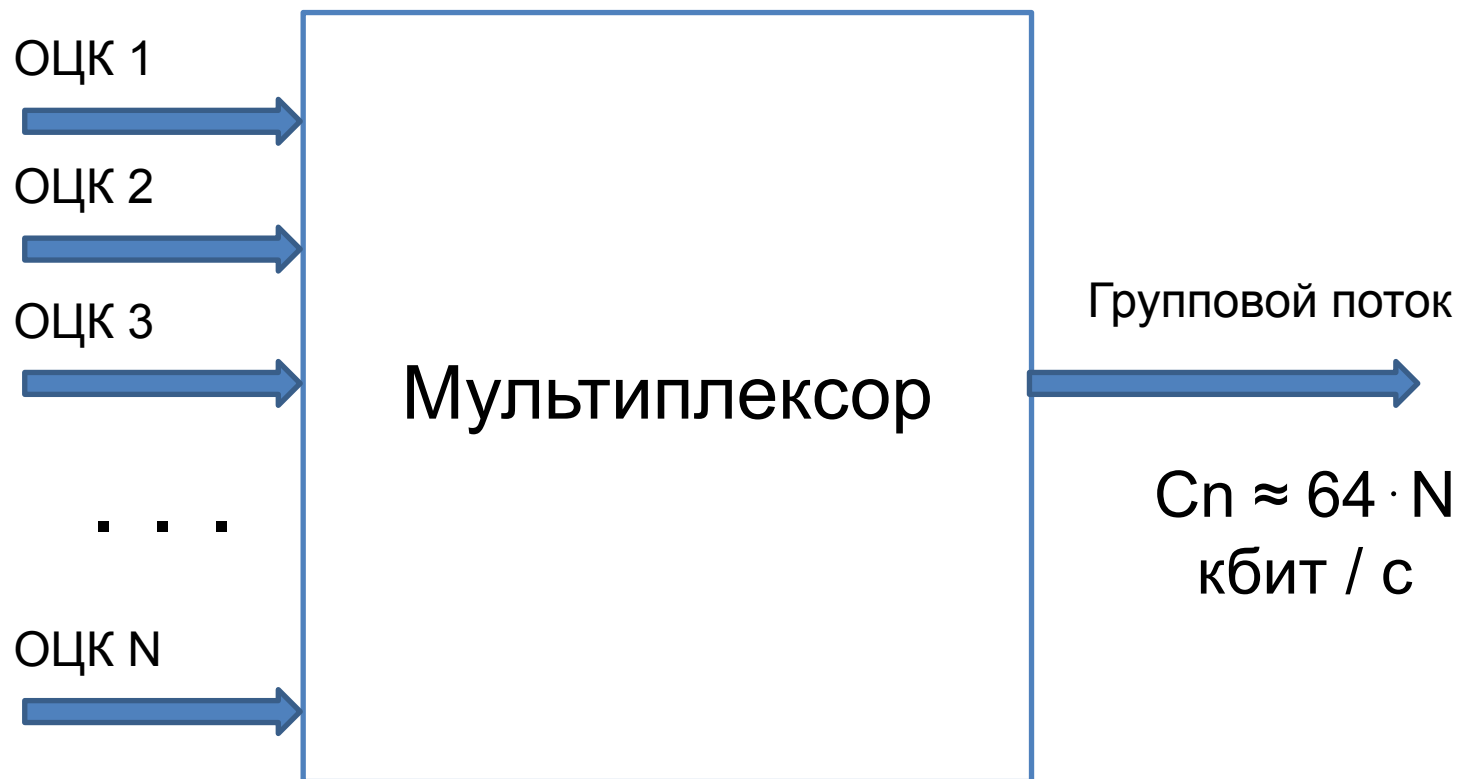 ОЦК 1
ОЦК 2
ОЦК 3
. . .
ОЦК N
Мультиплексор
Групповой поток
Cn ≈ 64 · N
кбит / с